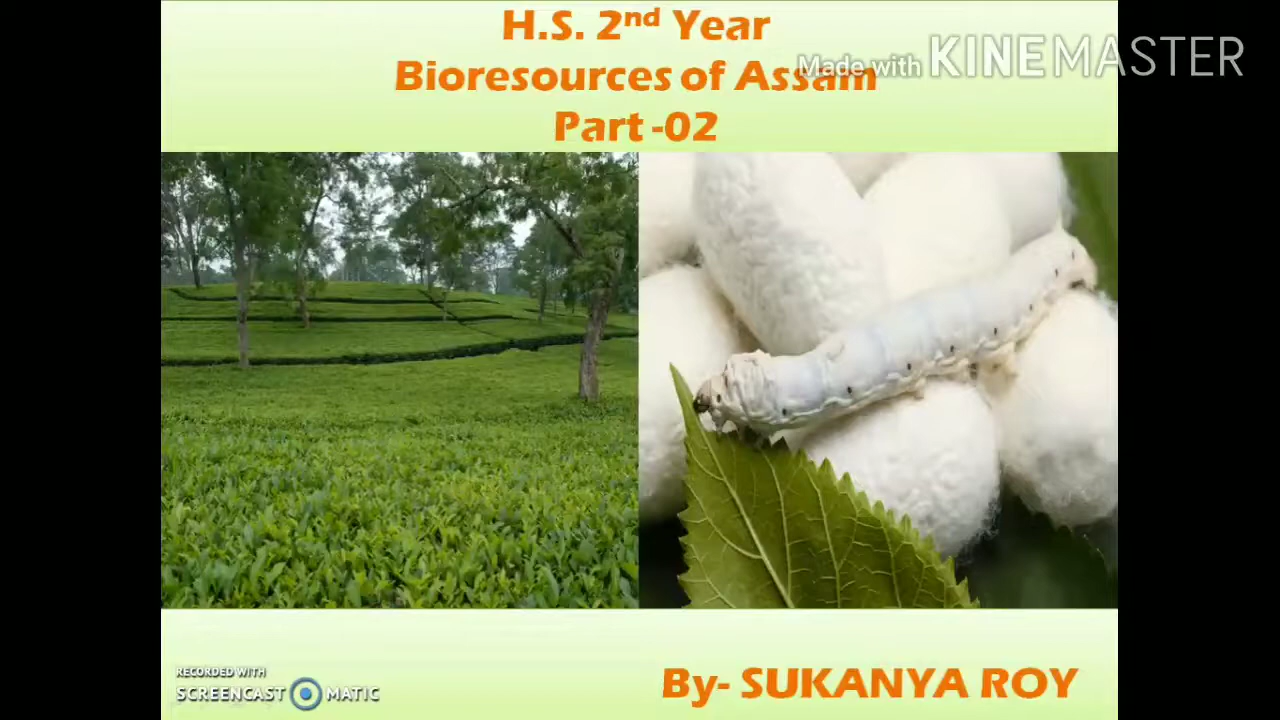 H.S. 2nd Year
Bioresources of Assam
Made with KINEMASTER
Part -02
RECORDED WITH
SCREENCAST MATIC
By- SUKANYA ROY